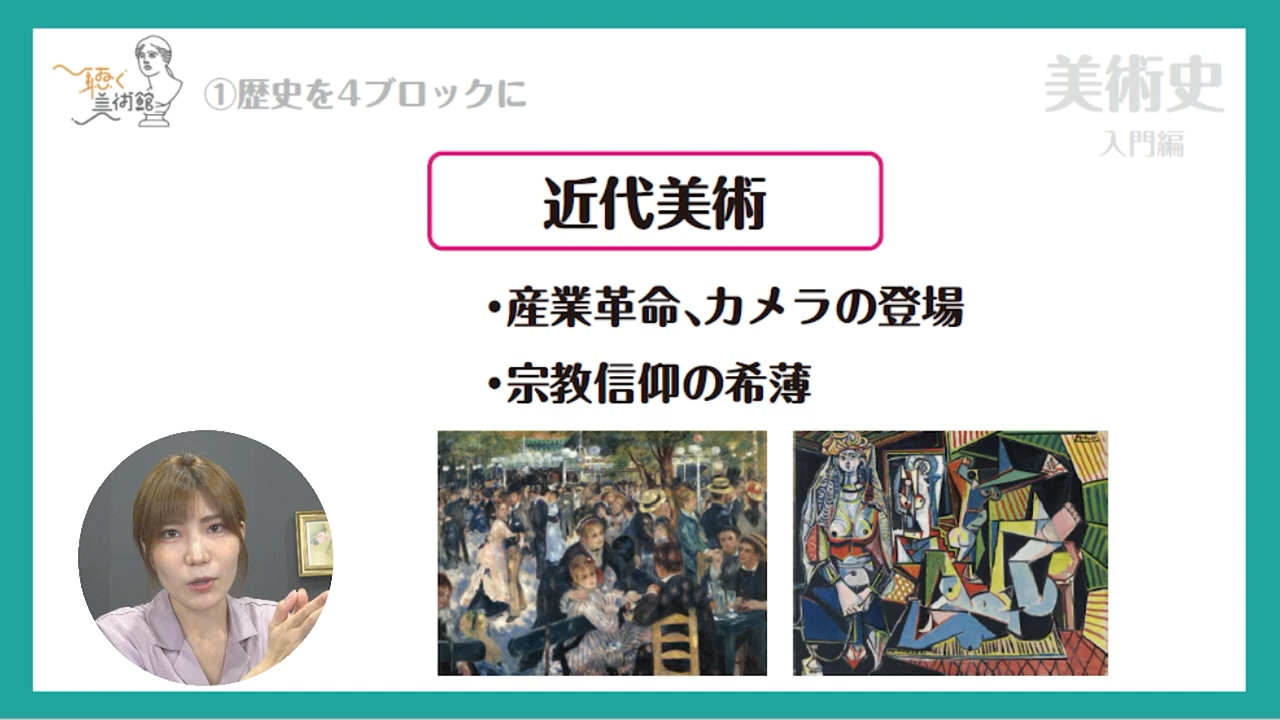 聴く
美術館
①歴史を4ブロックに
美術史
入門編
近代美術
・産業革命、カメラの登場
・宗教信仰の希薄